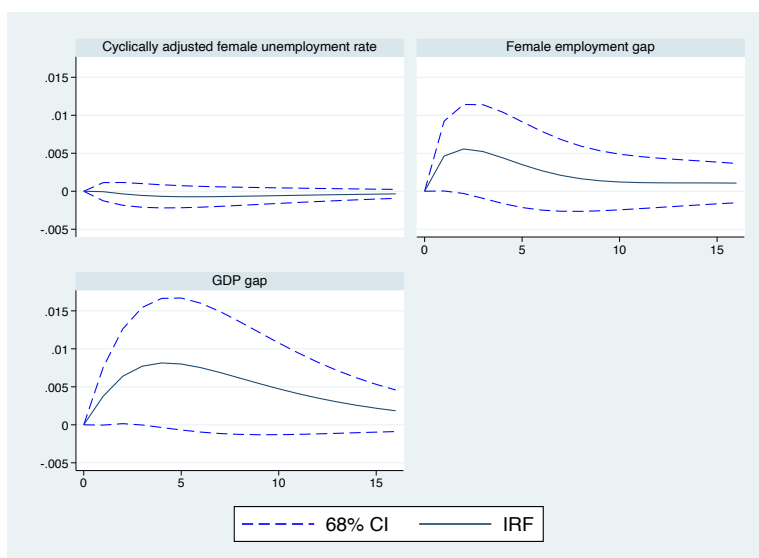 Cyclically adjusted female unemployment rate
Female employment gap
.015
.01
.005
0
-.005
0 5 10 15
GDP gap
.015
.01
.005
0
-.005
0 5 10 15
68% CI IRF